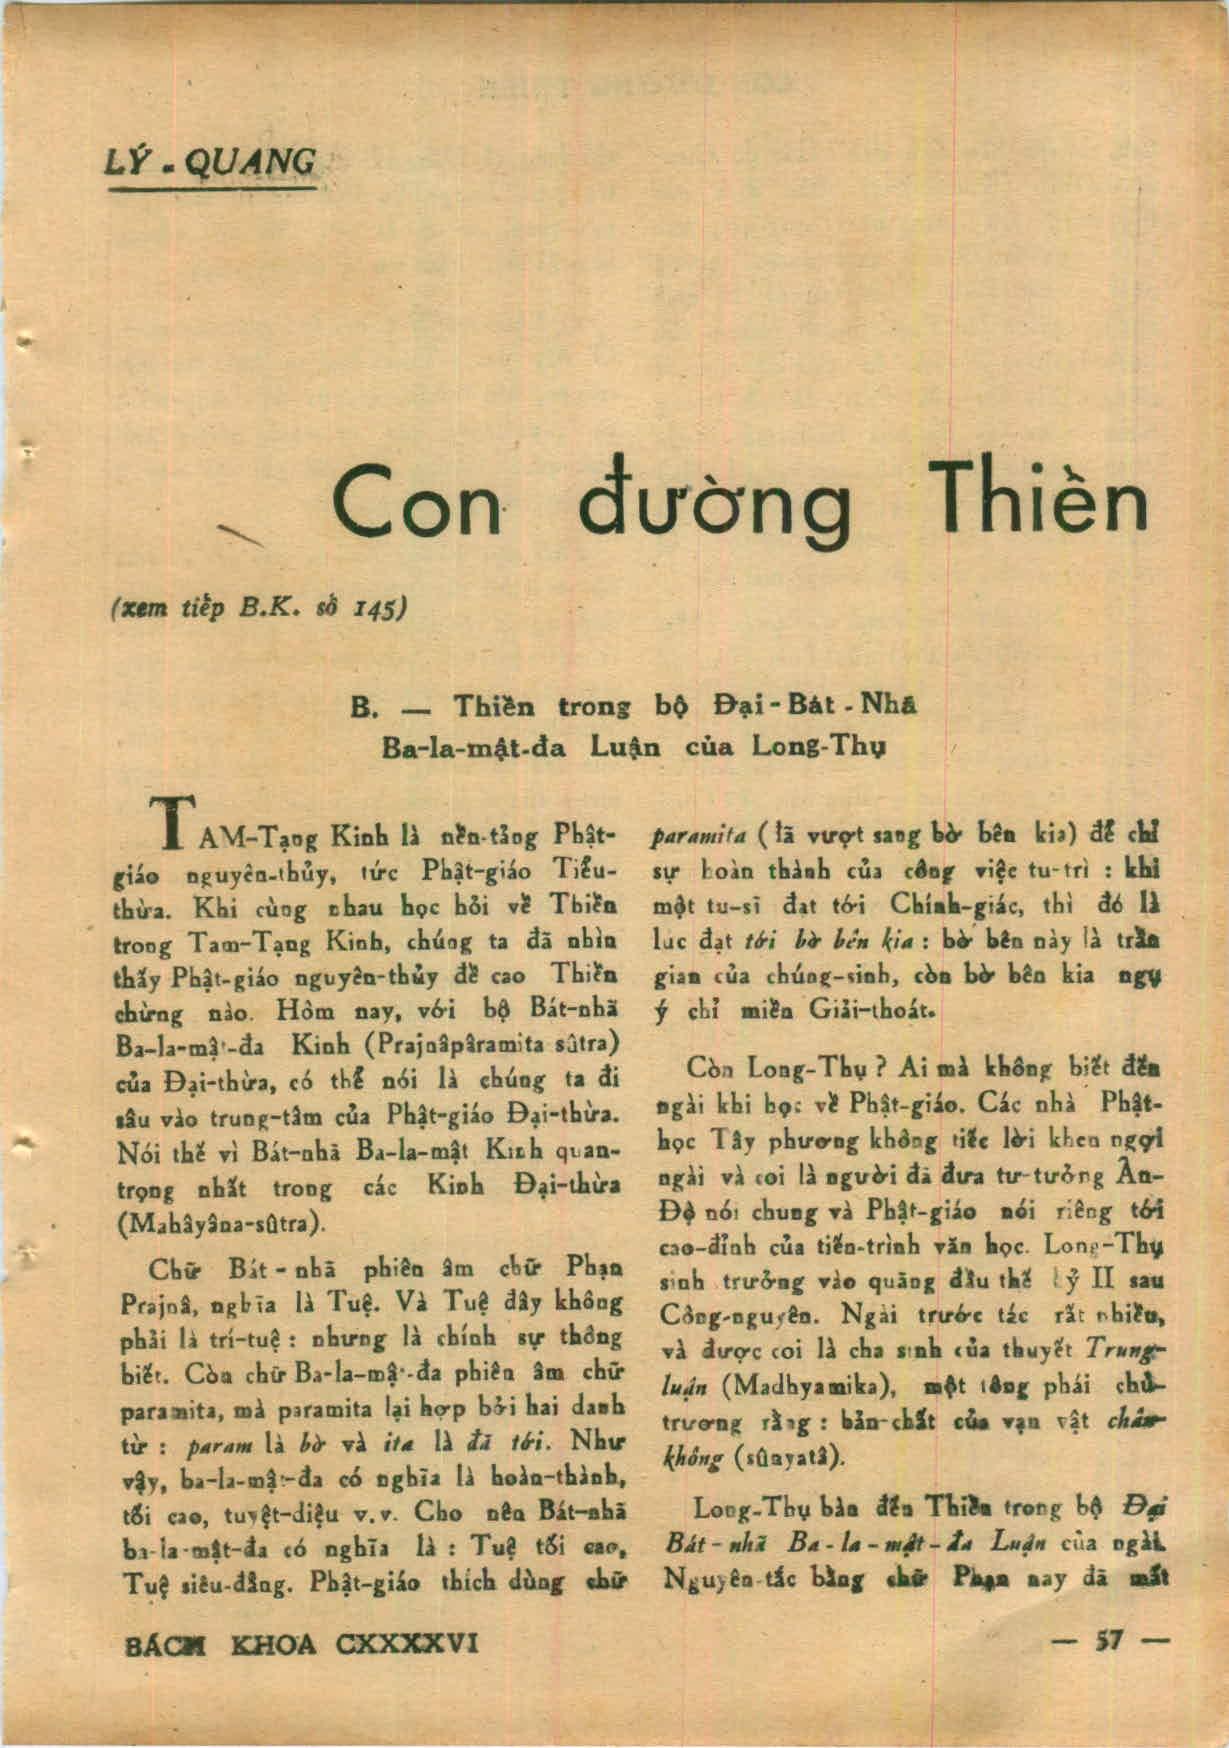 LÝ - QUANG
Con đường Thiền
(xem tiếp B.K. số 145)
B. — Thiền trong bộ Đại - Bát - Nhã
Ba-la-mật-đa Luận của Long-Thụ
TAM-Tạng Kinh là nền-tảng Phật-
giáo nguyên-thủy, tức Phật-giáo Tiểu-
thừa. Khi cùng nhau học hỏi về Thiền
trong Tam-Tạng Kinh, chúng ta đã nhìn
thấy Phật-giáo nguyên-thủy đề cao Thiền
chừng nào. Hôm nay, với bộ Bát-nhã
Ba-la-mật-đa Kinh (Prajnâpâramita sûtra)
của Đại-thừa, có thể nói là chúng ta đi
sâu vào trung-tâm của Phật-giáo Đại-thừa.
Nói thế vì Bát-nhã Ba-la-mật Kinh quan-
trọng nhất trong các Kinh Đại-thừa
(Mahâyâna-sûtra).
Chữ Bát - nhã phiên âm chữ Phạn
Prajnâ, nghĩa là Tuệ. Và Tuệ đây không
phải là trí-tuệ : nhưng là chính sự thông
biết. Còn chữ Ba-la-mật-đa phiên âm chữ
paramita, mà paramita lại hợp bởi hai danh
từ : param là bờ và ita là đã tới. Như
vậy, ba-la-mật-đa có nghĩa là hoàn-thành,
tối cao, tuyệt-diệu v.v. Cho nên Bát-nhã
ba-la-mật-đa có nghĩa là : Tuệ tối cao,
Tuệ siêu-đẳng. Phật-giáo thích dùng chữ
paramita (đã vượt sang bờ bên kia) để chỉ
sự hoàn thành của công việc tu-trì : khi
một tu-sĩ đạt tới Chính-giác, thì đó là
lúc đạt tới bờ bên kia : bờ bên này là trần
gian của chúng-sinh, còn bờ bên kia ngụ
ý chỉ miền Giải-thoát.
Còn Long-Thụ ? Ai mà không biết đến
ngài khi học về Phật-giáo. Các nhà Phật-
học Tây phương không tiếc lời khen ngợi
ngài và coi là người đã đưa tư-tưởng Ấn-
Độ nói chung và Phật-giáo nói riêng tới
cao-đỉnh của tiến-trình văn học. Long-Thụ
sinh trưởng vào quãng đầu thế kỷ II sau
Công-nguyên. Ngài trước tác rất nhiều,
và được coi là cha sinh của thuyết Trung-
luận (Madhyamika), một tông phái chủ-
trương rằng : bản-chất của vạn vật chân
không (sûnyatâ).
Long-Thụ bàn đến Thiền trong bộ Đại
Bát - nhã Ba - la - mật - đa Luận của ngài.
Nguyên-tắc bằng chữ Phạn nay đã mất
BÁCH KHOA CXXXXVI
— 57 —